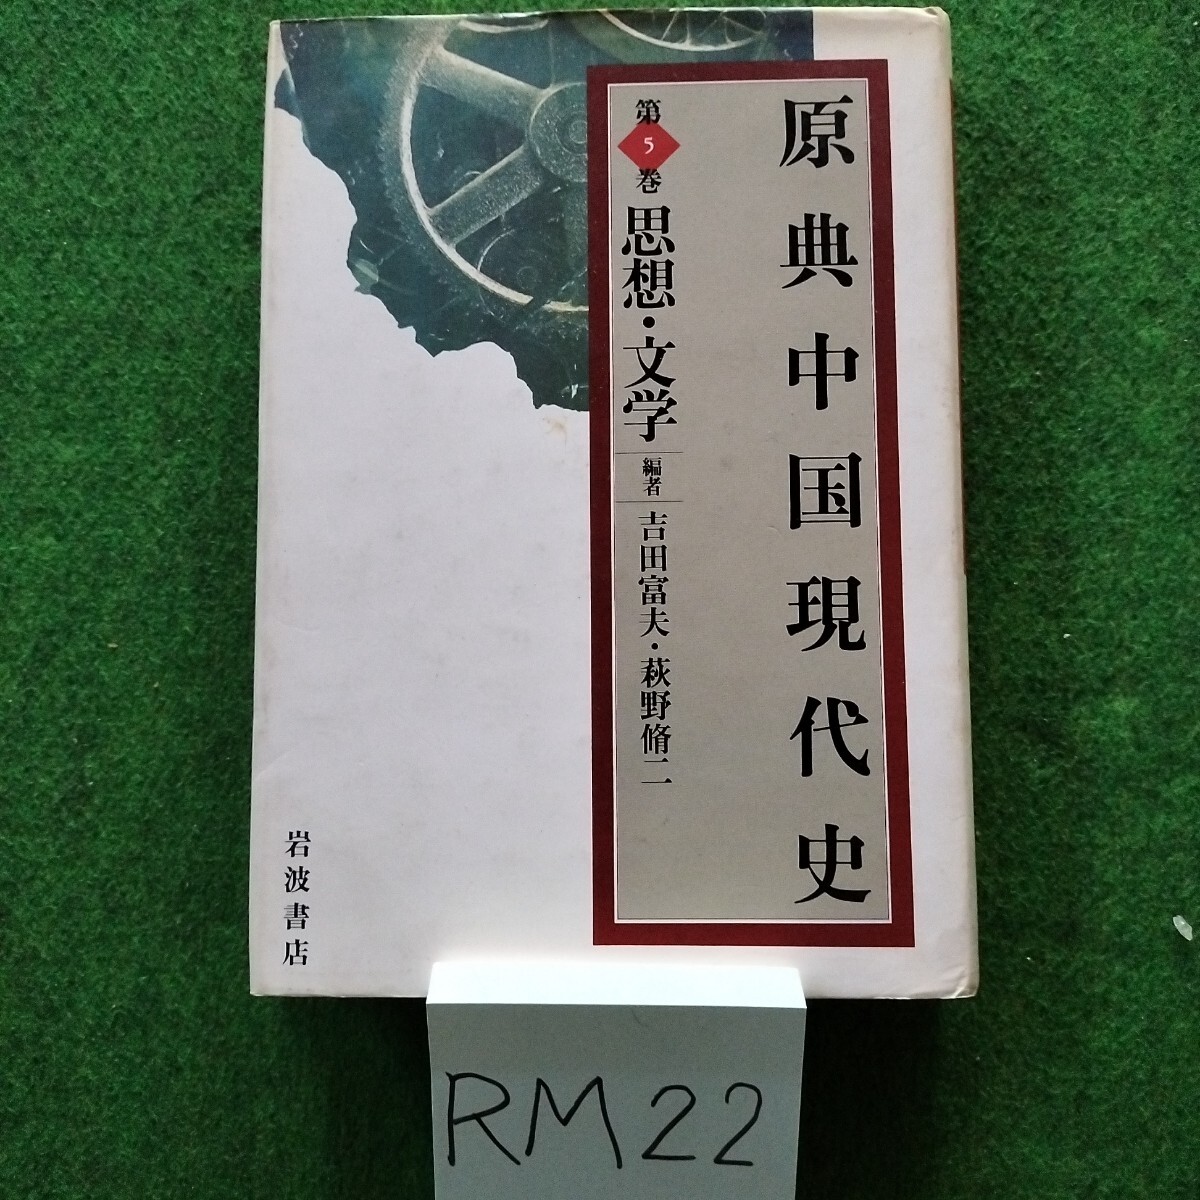 原典中国現代史
第5巻 思想・文学
編者
吉田富夫・萩野脩二
岩波書店
RM22